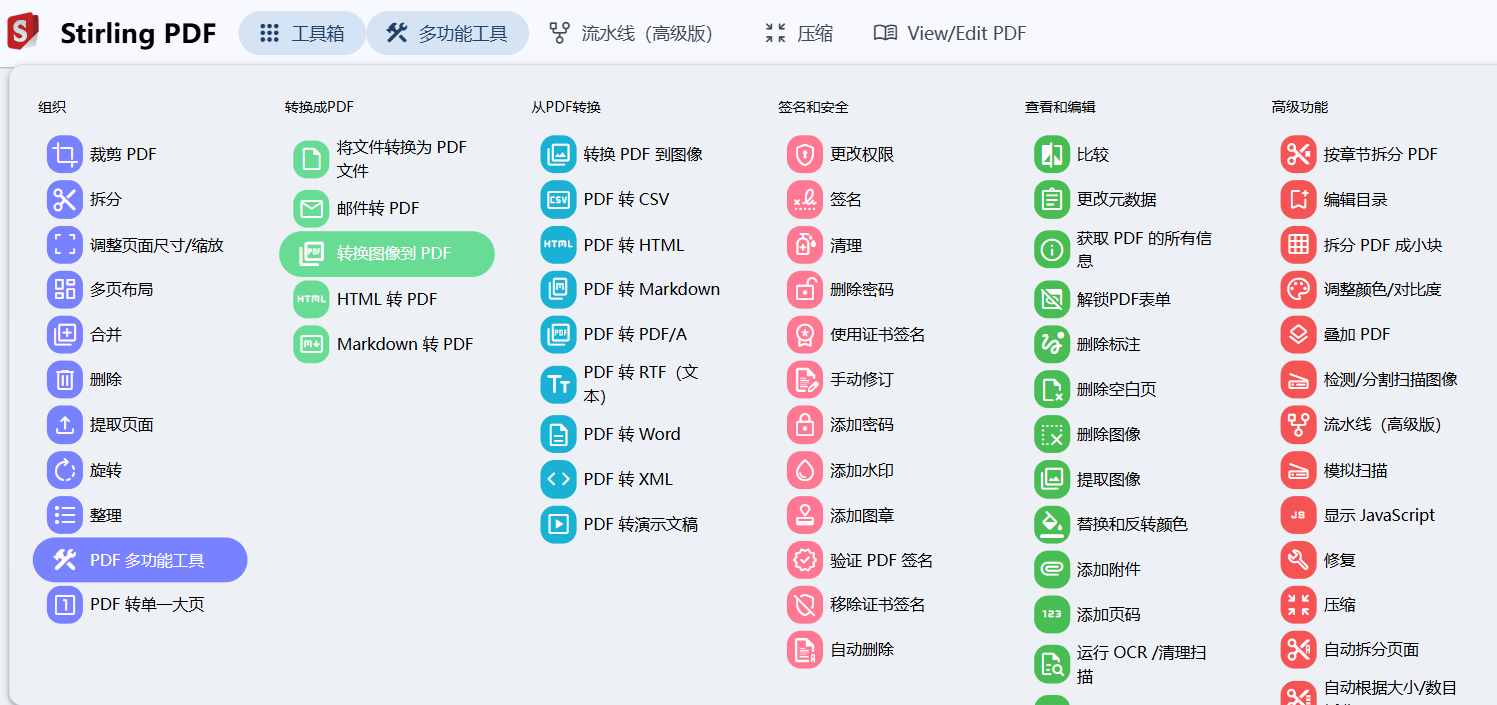 Stirling PDF
工具箱
多功能工具
流水线（高级版）
压缩
View/Edit PDF
组织
裁剪 PDF
拆分
调整页面尺寸/缩放
多页布局
合并
删除
提取页面
旋转
整理
PDF 多功能工具
PDF 转单一大页
转换成PDF
将文件转换为 PDF
文件
邮件转 PDF
转换图像到 PDF
HTML 转 PDF
Markdown 转 PDF
从PDF转换
转换 PDF 到图像
PDF 转 CSV
PDF 转 HTML
PDF 转 Markdown
PDF 转 PDF/A
PDF 转 RTF（文
本）
PDF 转 Word
PDF 转 XML
PDF 转演示文稿
签名和安全
更改权限
签名
清理
删除密码
使用证书签名
手动修订
添加密码
添加水印
添加图章
验证 PDF 签名
移除证书签名
自动删除
查看和编辑
比较
更改元数据
获取 PDF 的所有信
息
解锁PDF表单
删除标注
删除空白页
删除图像
提取图像
替换和反转颜色
添加附件
添加页码
运行 OCR /清理扫
描
高级功能
按章节拆分 PDF
编辑目录
拆分 PDF 成小块
调整颜色/对比度
叠加 PDF
检测/分割扫描图像
流水线（高级版）
模拟扫描
显示 JavaScript
修复
压缩
自动拆分页面
自动根据大小/数目